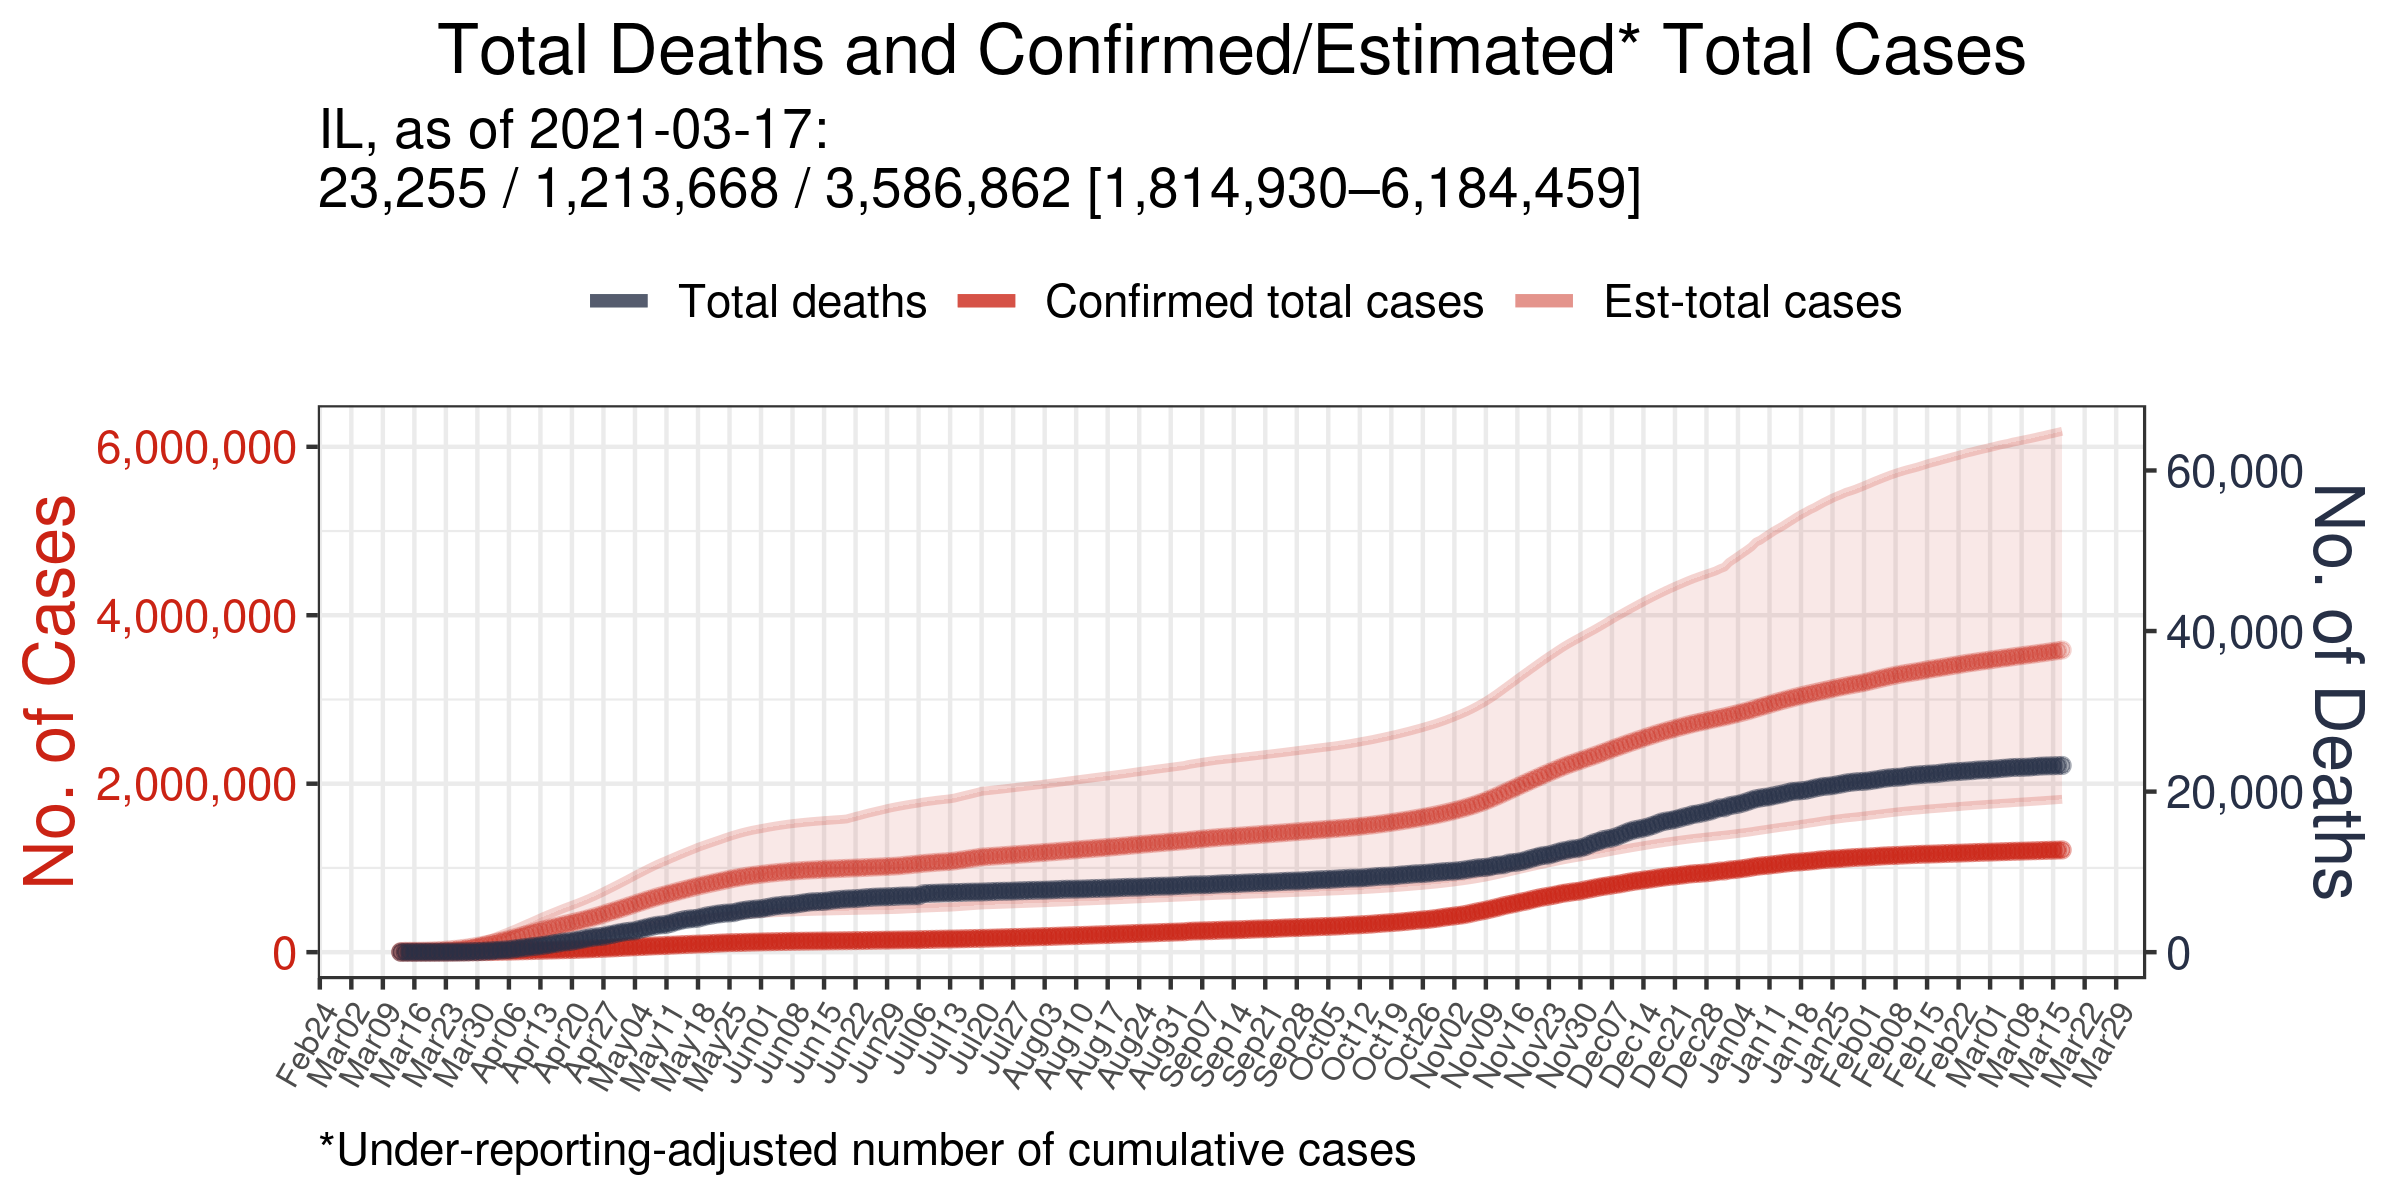 Total Deaths and Confirmed/Estimated* Total Cases
IL, as of 2021-03-17:
23,255 / 1,213,668 / 3,586,862 [1,814,930–6,184,459]
Total deaths
Confirmed total cases
Est-total cases
No. of Cases
6,000,000
4,000,000
2,000,000
0
60,000
40,000
20,000
0
No. of Deaths
Feb24
Mar02
Mar09
Mar16
Mar23
Mar30
Apr06
Apr13
Apr20
Apr27
May04
May11
May18
May25
Jun01
Jun08
Jun15
Jun22
Jun29
Jul06
Jul13
Jul20
Jul27
Aug03
Aug10
Aug17
Aug24
Aug31
Sep07
Sep14
Sep21
Sep28
Oct05
Oct12
Oct19
Oct26
Nov02
Nov09
Nov16
Nov23
Nov30
Dec07
Dec14
Dec21
Dec28
Jan04
Jan11
Jan18
Jan25
Feb01
Feb08
Feb15
Feb22
Mar01
Mar08
Mar15
Mar22
Mar29
*Under-reporting-adjusted number of cumulative cases